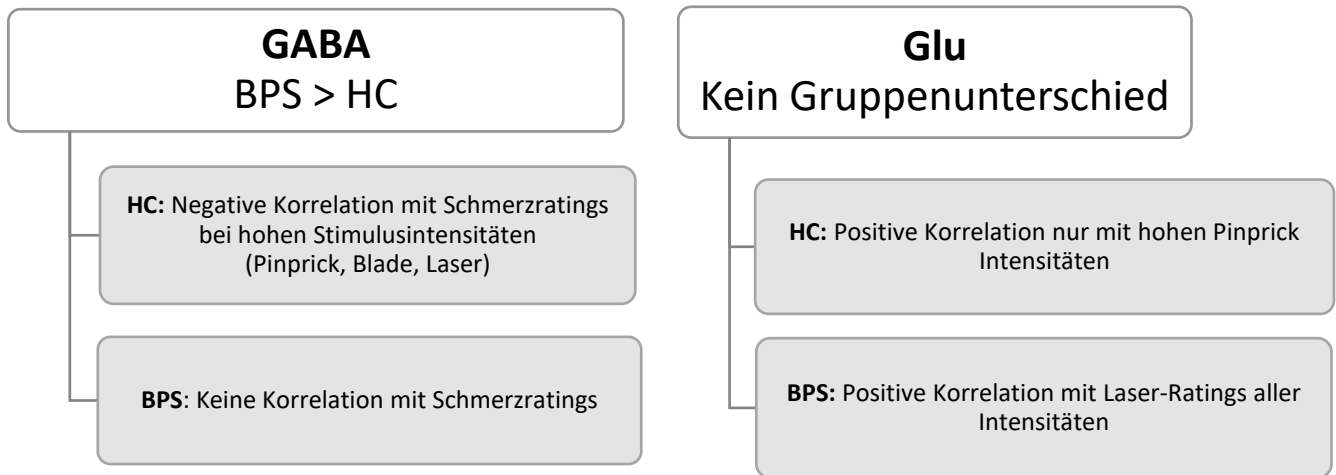 GABA
BPS > HC
HC: Negative Korrelation mit Schmerzratings
bei hohen Stimulusintensitäten
(Pinprick, Blade, Laser)
BPS: Keine Korrelation mit Schmerzratings
Glu
Kein Gruppenunterschied
HC: Positive Korrelation nur mit hohen Pinprick
Intensitäten
BPS: Positive Korrelation mit Laser-Ratings aller
Intensitäten